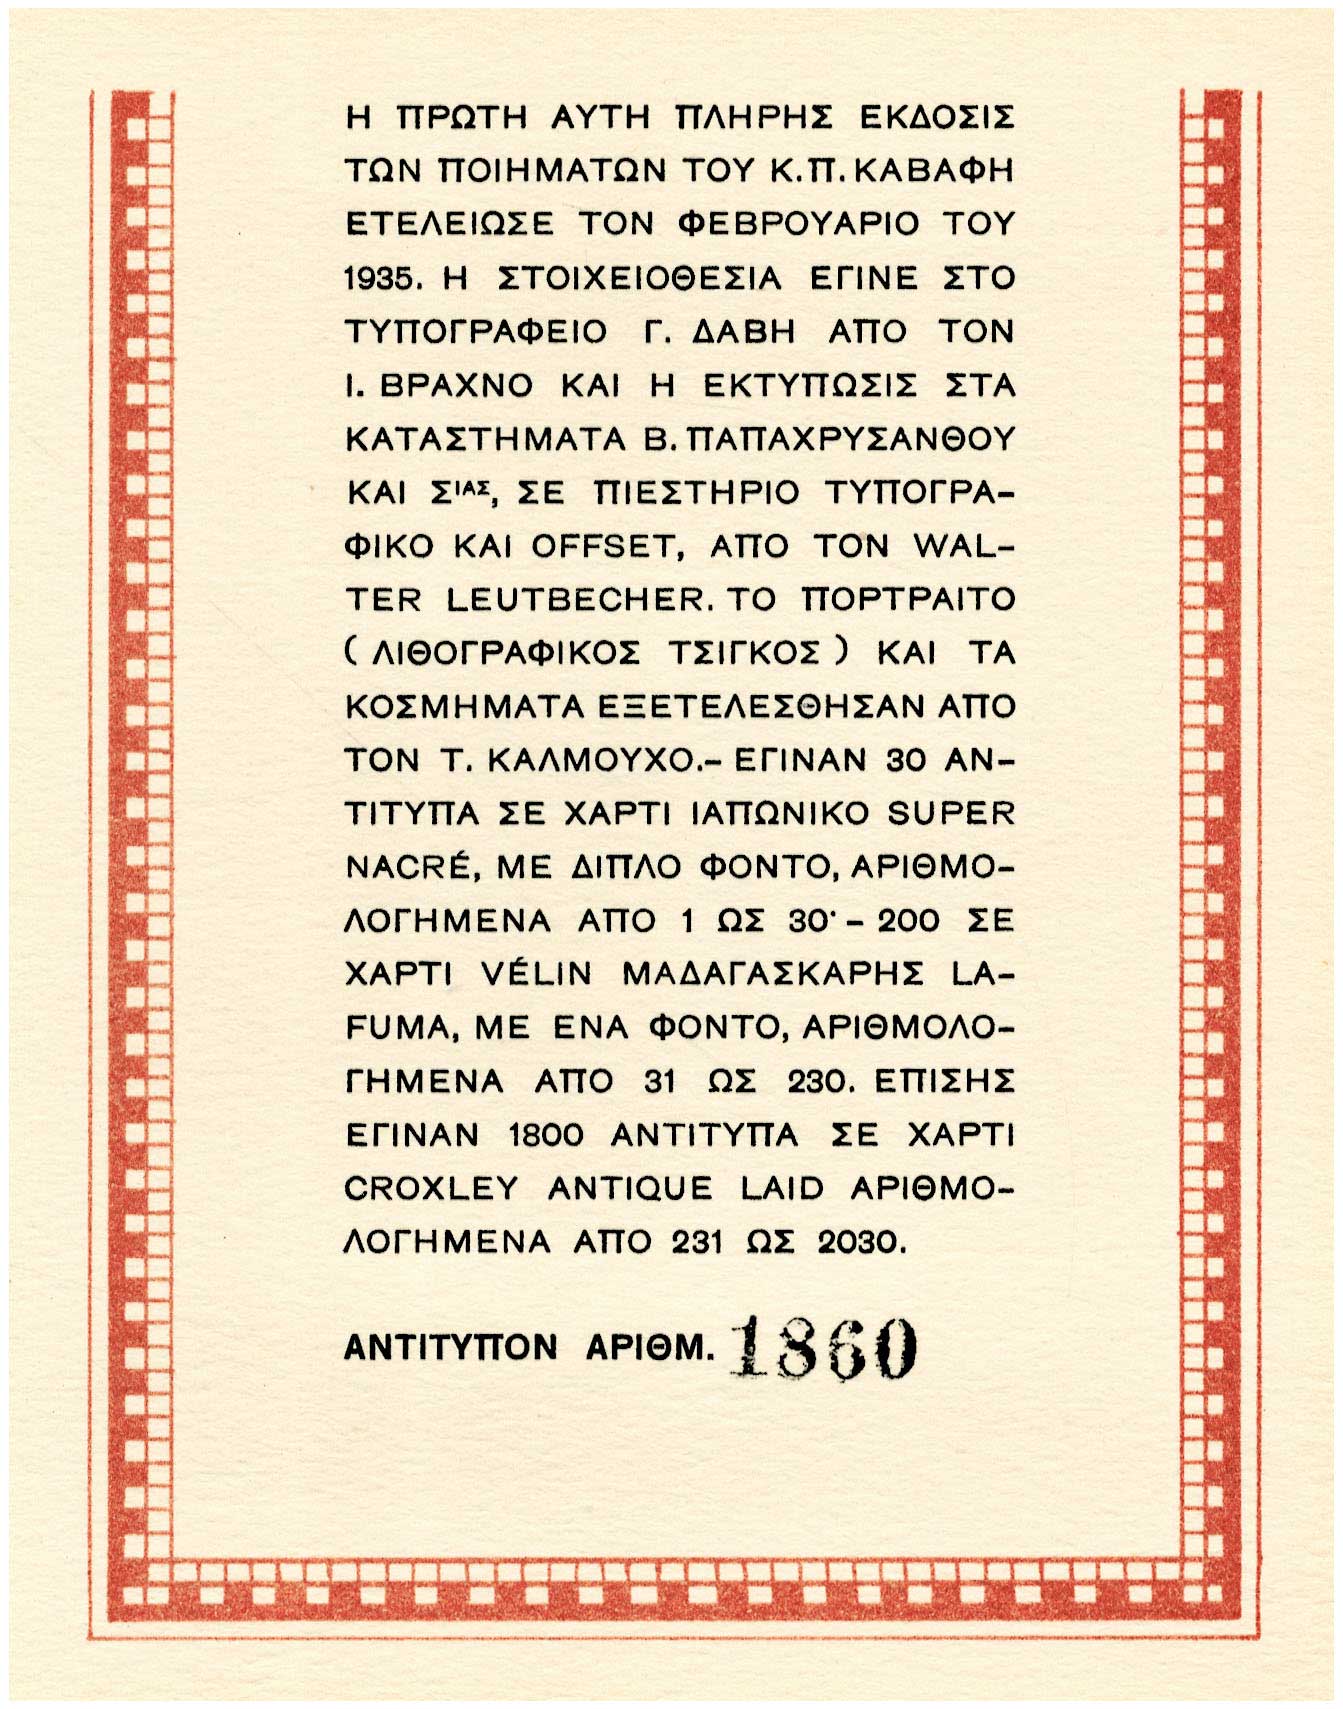 Η ΠΡΩΤΗ ΑΥΤΗ ΠΛΗΡΗΣ ΕΚΔΟΣΙΣ
ΤΩΝ ΠΟΙΗΜΑΤΩΝ ΤΟΥ Κ.Π. ΚΑΒΑΦΗ
ΕΤΕΛΕΙΩΣΕ ΤΟΝ ΦΕΒΡΟΥΑΡΙΟ ΤΟΥ
1935. Η ΣΤΟΙΧΕΙΟΘΕΣΙΑ ΕΓΙΝΕ ΣΤΟ
ΤΥΠΟΓΡΑΦΕΙΟ Γ. ΔΑΒΗ ΑΠΟ ΤΟΝ
Ι. ΒΡΑΧΝΟ ΚΑΙ Η ΕΚΤΥΠΩΣΙΣ ΣΤΑ
ΚΑΤΑΣΤΗΜΑΤΑ Β. ΠΑΠΑΧΡΥΣΑΝΘΟΥ
ΚΑΙ ΣΙΑΣ, ΣΕ ΠΙΕΣΤΗΡΙΟ ΤΥΠΟΓΡΑ-
ΦΙΚΟ ΚΑΙ OFFSET, ΑΠΟ ΤΟΝ WAL-
TER LEUTBECHER. ΤΟ ΠΟΡΤΡΑΙΤΟ
( ΛΙΘΟΓΡΑΦΙΚΟΣ ΤΣΙΓΚΟΣ ) ΚΑΙ ΤΑ
ΚΟΣΜΗΜΑΤΑ ΕΞΕΤΕΛΕΣΘΗΣΑΝ ΑΠΟ
ΤΟΝ Τ. ΚΑΛΜΟΥΧΟ.- ΕΓΙΝΑΝ 30 ΑΝ-
ΤΙΤΥΠΑ ΣΕ ΧΑΡΤΙ ΙΑΠΩΝΙΚΟ SUPER
NACRÉ, ΜΕ ΔΙΠΛΟ ΦΟΝΤΟ, ΑΡΙΘΜΟ-
ΛΟΓΗΜΕΝΑ ΑΠΟ 1 ΩΣ 30· - 200 ΣΕ
ΧΑΡΤΙ VÉLIN ΜΑΔΑΓΑΣΚΑΡΗΣ LA-
FUMA, ΜΕ ΕΝΑ ΦΟΝΤΟ, ΑΡΙΘΜΟΛΟ-
ΓΗΜΕΝΑ ΑΠΟ 31 ΩΣ 230. ΕΠΙΣΗΣ
ΕΓΙΝΑΝ 1800 ΑΝΤΙΤΥΠΑ ΣΕ ΧΑΡΤΙ
CROXLEY ANTIQUE LAID ΑΡΙΘΜΟ-
ΛΟΓΗΜΕΝΑ ΑΠΟ 231 ΩΣ 2030.
ΑΝΤΙΤΥΠΟΝ ΑΡΙΘΜ. 1860